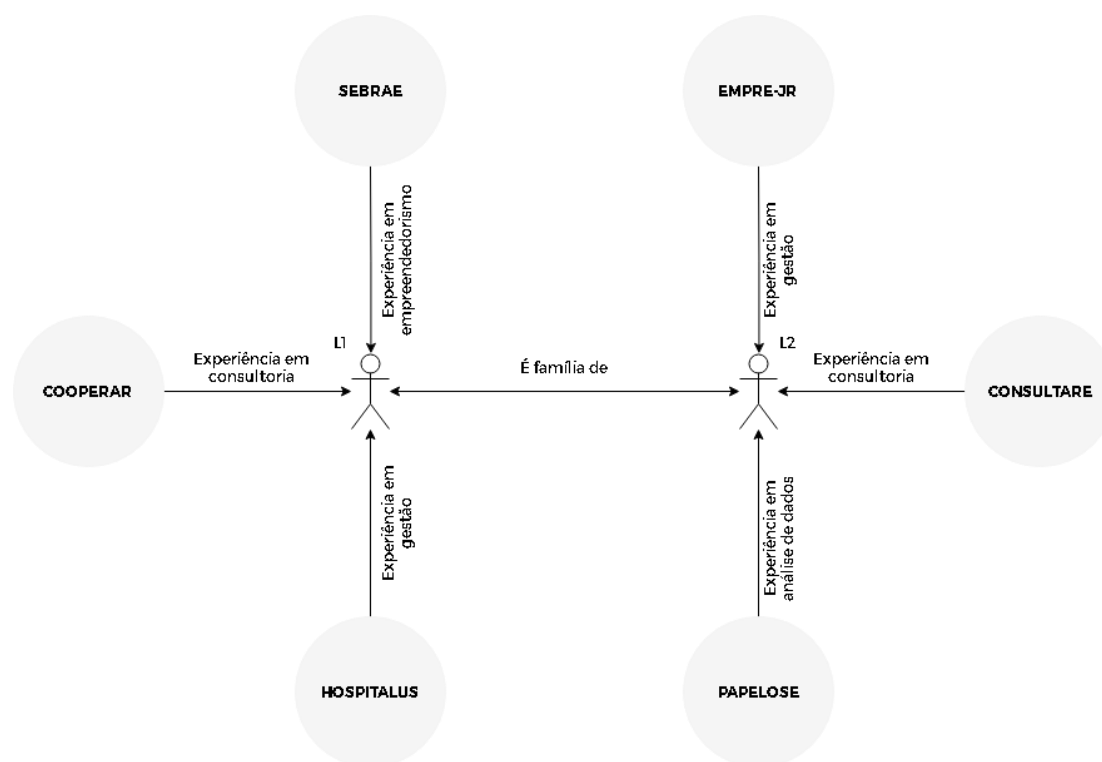 SEBRAE
EMPRE-JR
Experiência em
empreendedorismo
Experiência em
gestão
L1
L2
Experiência em
consultoria
É família de
Experiência em
consultoria
COOPERAR
CONSULTARE
Experiência em
gestão
Experiência em
análise de dados
HOSPITALUS
PAPELOSE